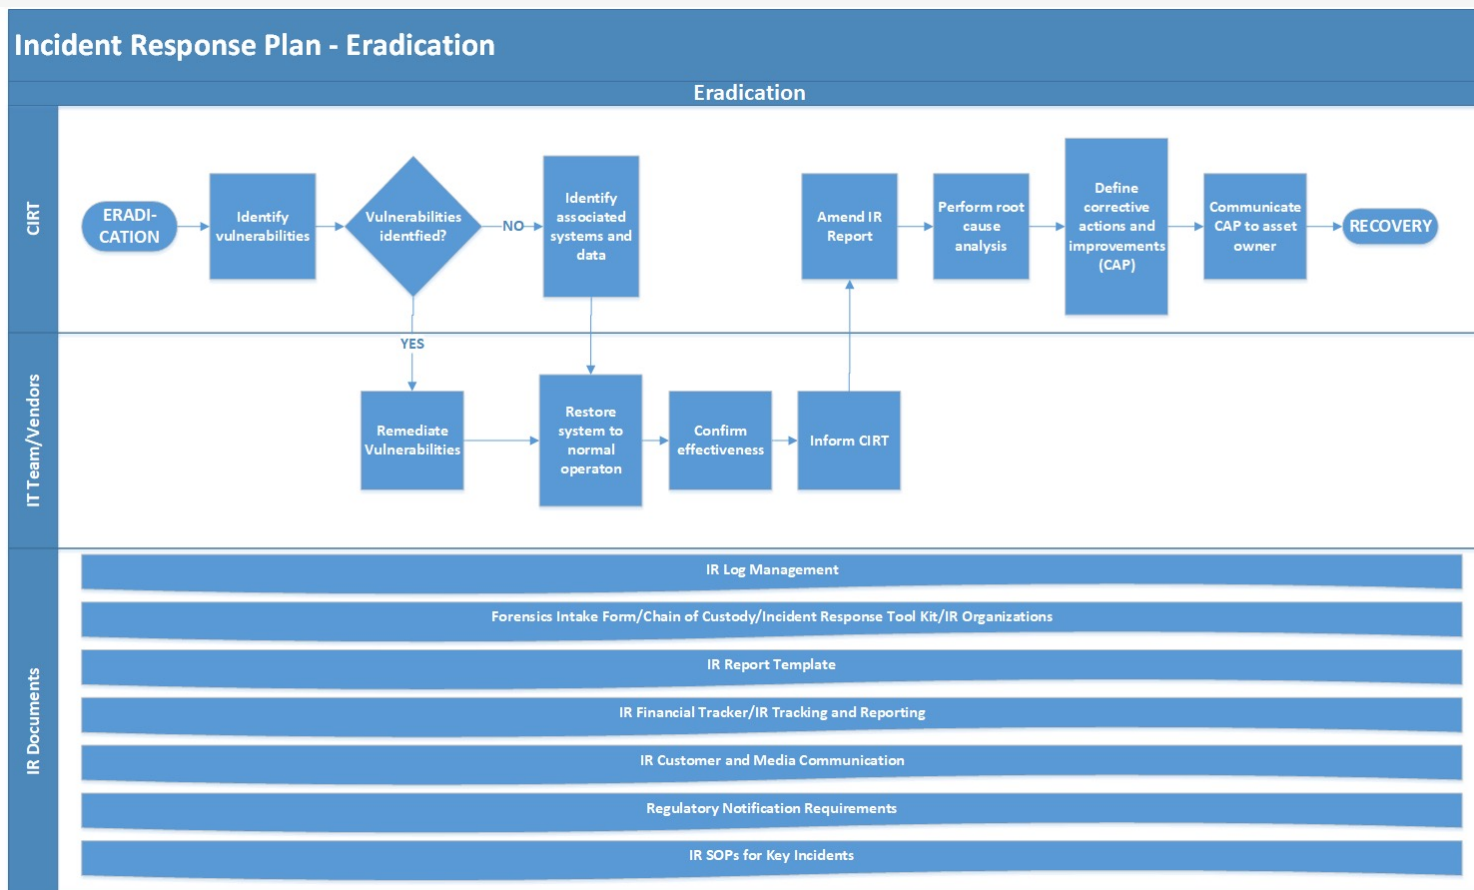 Incident Response Plan - Eradication
Eradication
CIRT
ERADI-
CATION
Identify
vulnerabilities
Vulnerabilities
identfied?
NO
Identify
associated
systems and
data
Amend IR
Report
Perform root
cause
analysis
Define
corrective
actions and
improvements
(CAP)
Communicate
CAP to asset
owner
RECOVERY
YES
IT Team/Vendors
Remediate
Vulnerabilities
Restore
system to
normal
operaton
Confirm
effectiveness
Inform CIRT
IR Documents
IR Log Management
Forensics Intake Form/Chain of Custody/Incident Response Tool Kit/IR Organizations
IR Report Template
IR Financial Tracker/IR Tracking and Reporting
IR Customer and Media Communication
Regulatory Notification Requirements
IR SOPs for Key Incidents